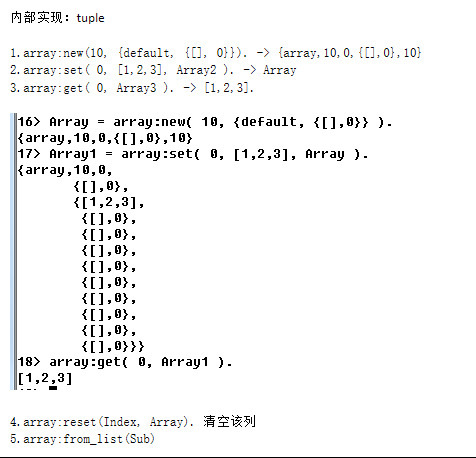 内部实现：tuple
1.array:new(10, {default, {[], 0}}). -> {array,10,0,{[],0},10}
2.array:set( 0, [1,2,3], Array2 ). -> Array
3.array:get( 0, Array3 ). -> [1,2,3].
16> Array = array:new( 10, {default, {[],0}} ).
{array,10,0,{[],0},10}
17> Array1 = array:set( 0, [1,2,3], Array ).
{array,10,0,
{[],0},
{[1,2,3],
{[],0},
{[],0},
{[],0},
{[],0},
{[],0},
{[],0},
{[],0},
{[],0},
{[],0}}}
18> array:get( 0, Array1 ).
[1,2,3]
4.array:reset(Index, Array). 清空该列
5.array:from_list(Sub)